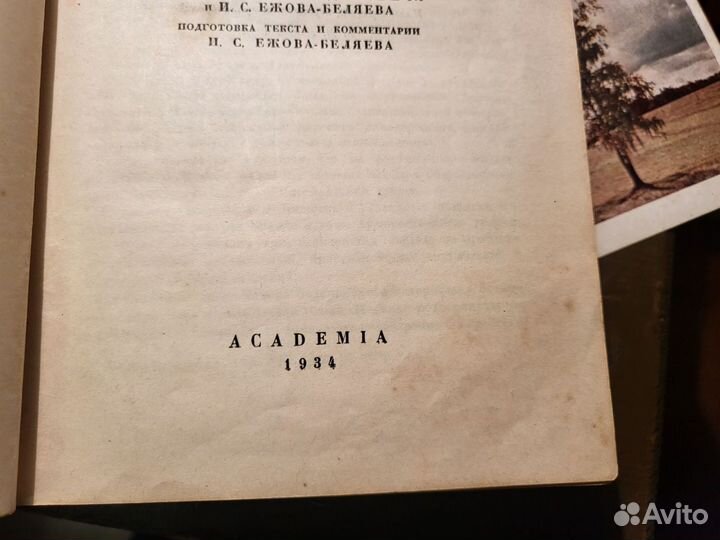 и И. С. ЕЖОВА-БЕЛЯЕВА
ПОДГОТОВКА ТЕКСТА И КОММЕНТАРИИ
И. С. ЕЖОВА-БЕЛЯЕВА
ACADEMIA
1934
Avito